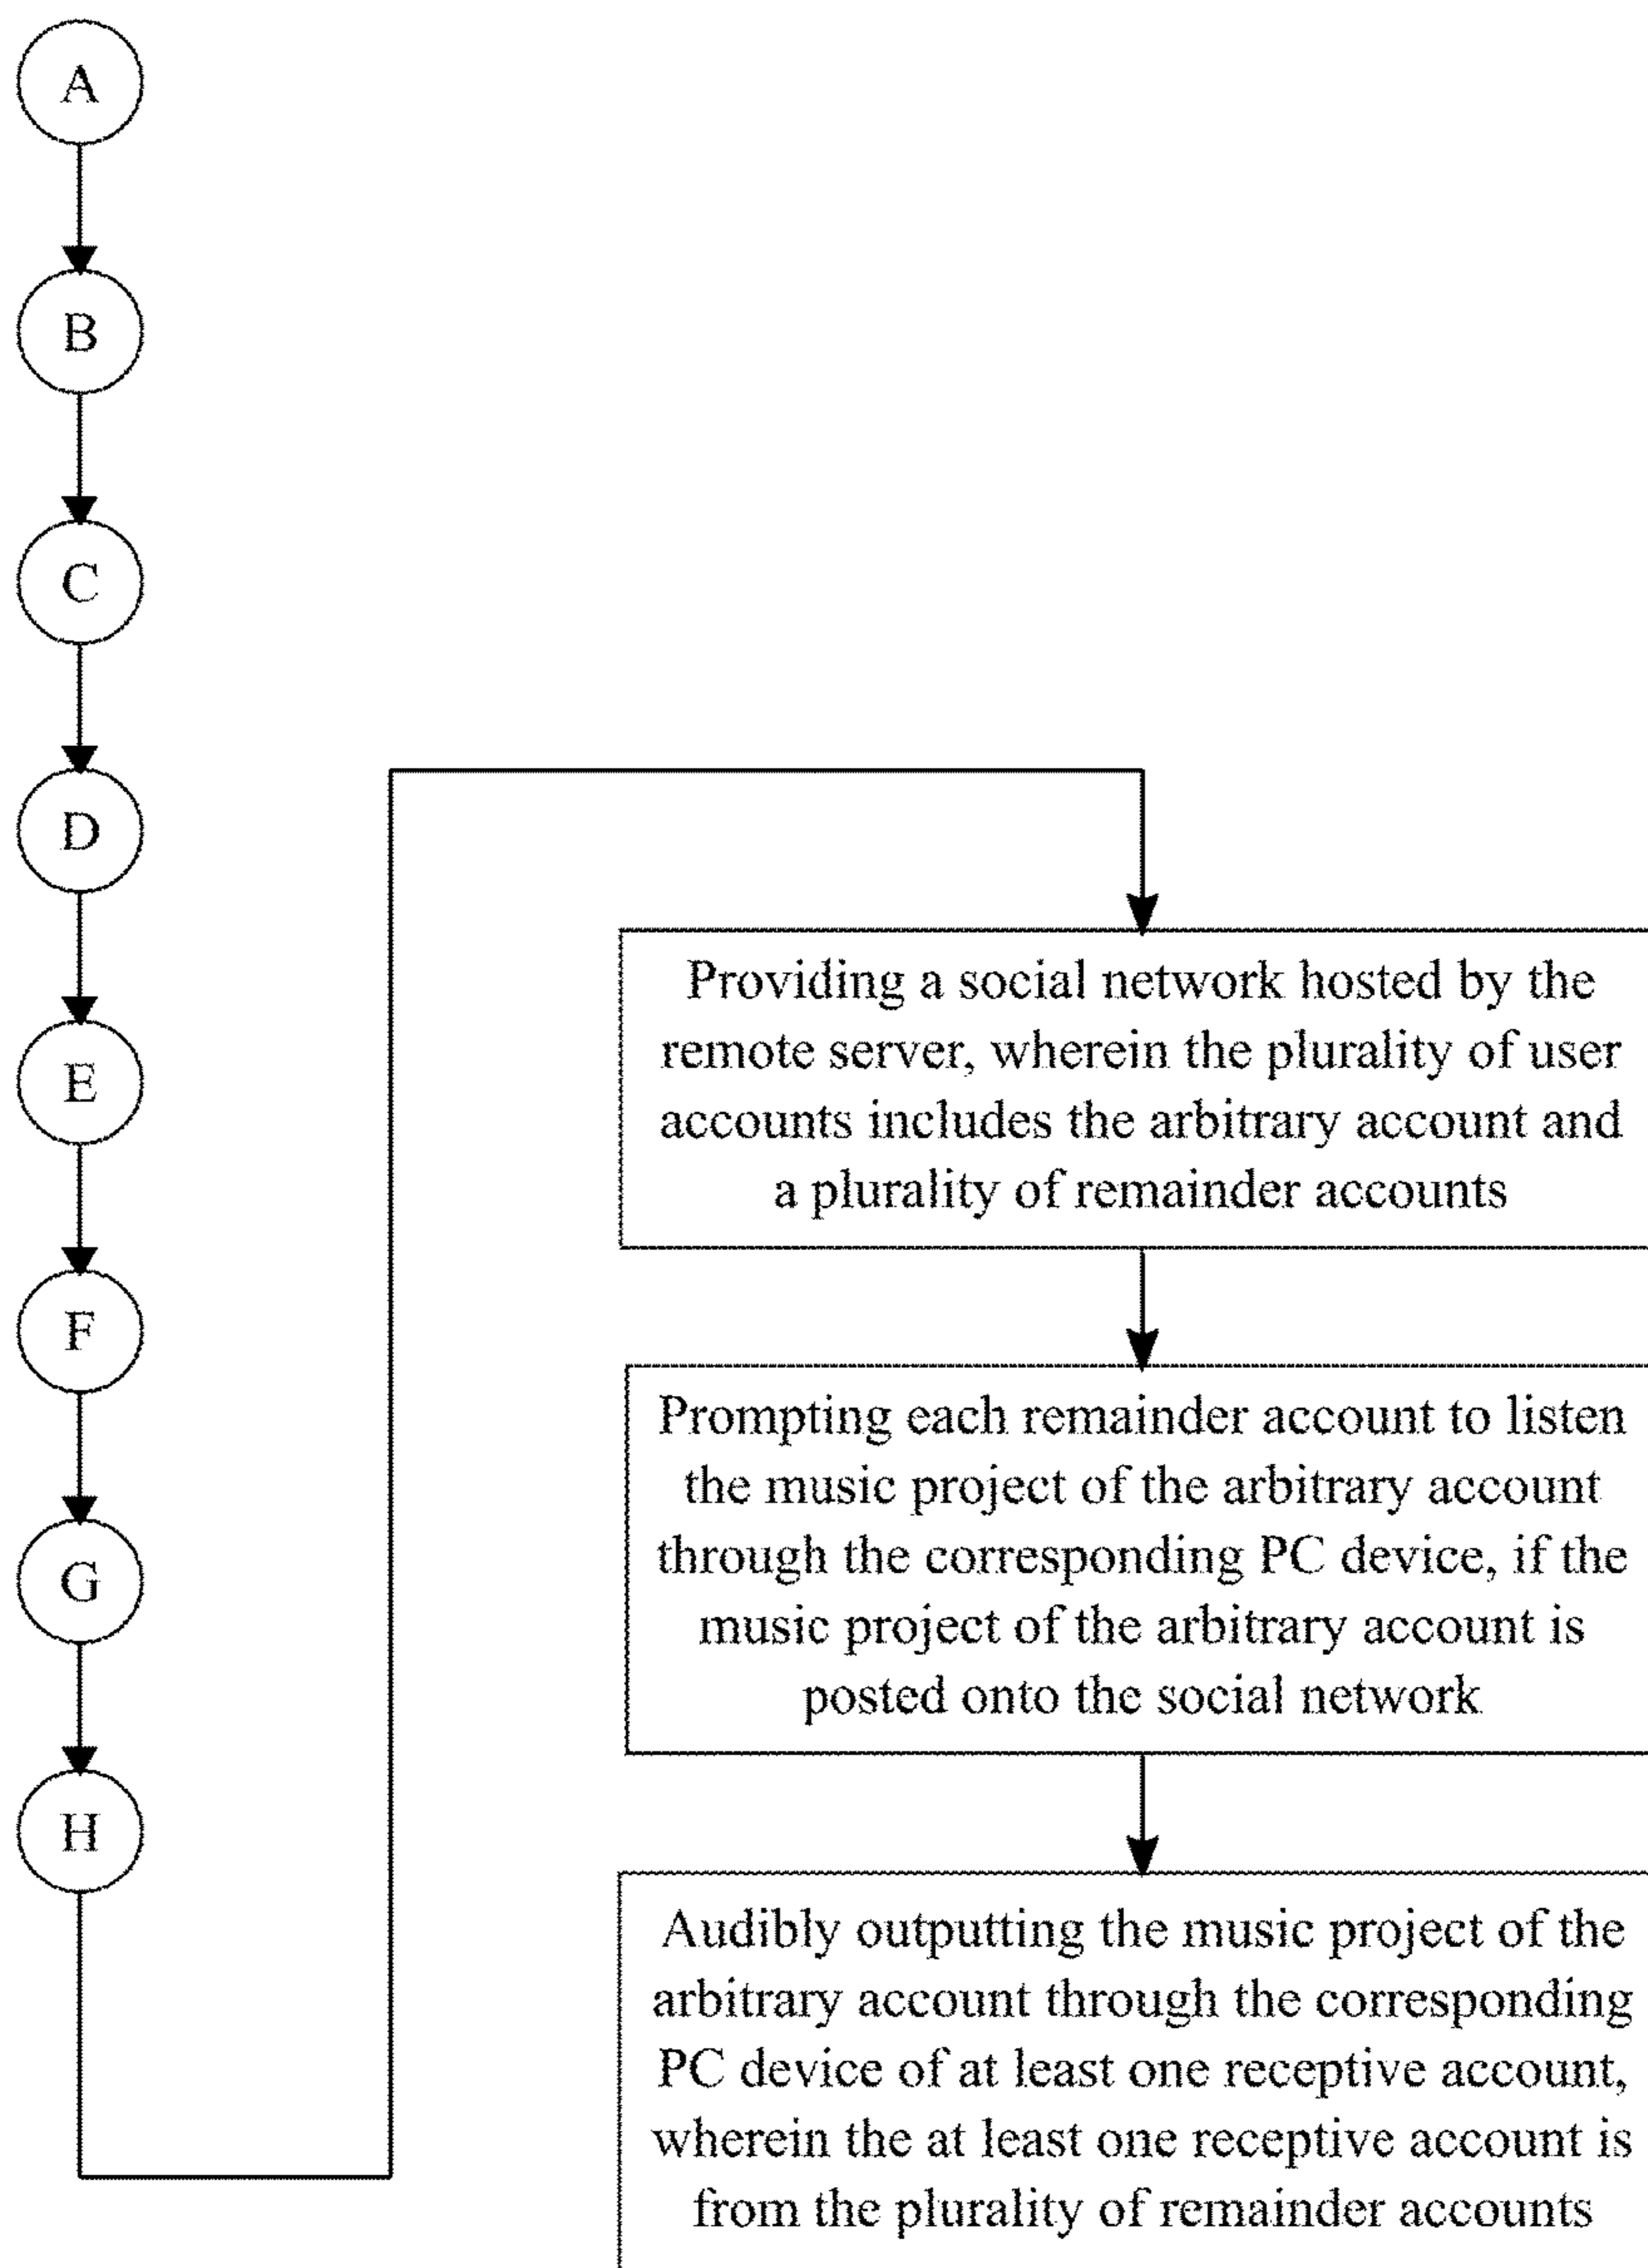 A
B
C
D
E
F
G
H
Providing a social network hosted by the
remote server, wherein the plurality of user
accounts includes the arbitrary account and
a plurality of remainder accounts
Prompting each remainder account to listen
the music project of the arbitrary account
through the corresponding PC device, if the
music project of the arbitrary account is
posted onto the social network
Audibly outputting the music project of the
arbitrary account through the corresponding
PC device of at least one receptive account,
wherein the at least one receptive account is
from the plurality of remainder accounts